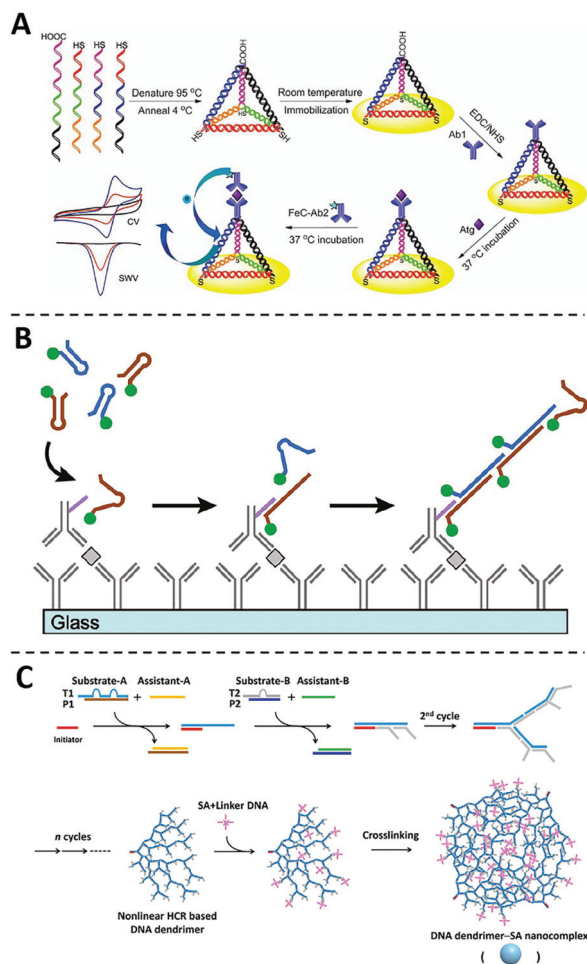 A
HOOC HS HS HS
Denature 95 °C
Anneal 4 °C
COOH
HS
HS SH
Room temperature
Immobilization
COOH
S
S S
EDC/NHS
Ab1
S
S S
Atg
37 °C incubation
S
S S
FeC-Ab2
37 °C incubation
e
S
S S
CV
SWV
B
Glass
C
Substrate-A Assistant-A
T1
P1
+
Substrate-B Assistant-B
T2
P2
+
Initiator
2nd cycle
n cycles
SA+Linker DNA
Crosslinking
Nonlinear HCR based
DNA dendrimer
DNA dendrimer–SA nanocomplex
( )